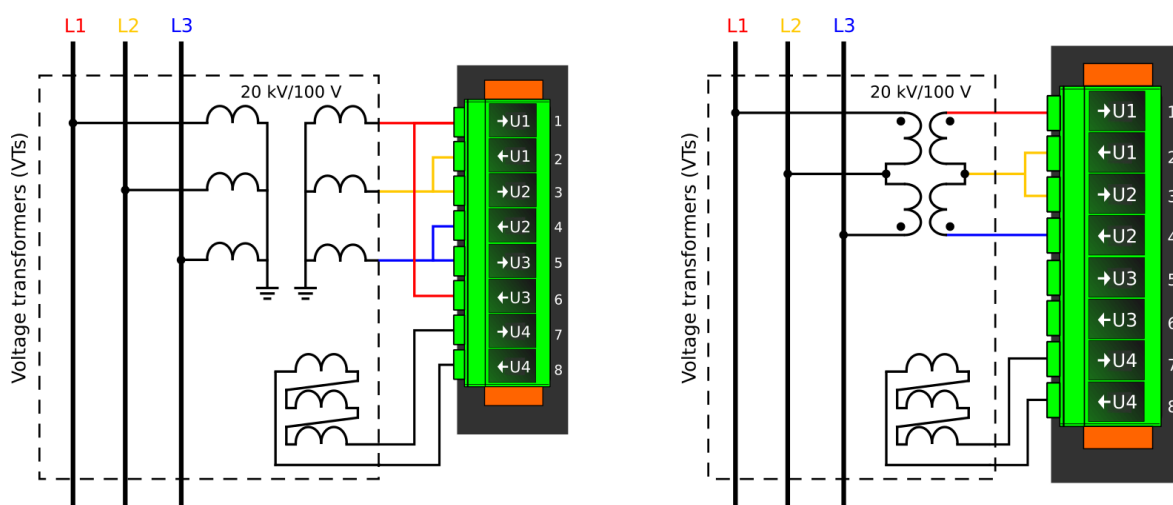 L1 L2 L3
20 kV/100 V
Voltage transformers (VTs)
→U1 1
←U1 2
→U2 3
←U2 4
→U3 5
←U3 6
→U4 7
←U4 8
L1 L2 L3
20 kV/100 V
Voltage transformers (VTs)
→U1 1
←U1 2
→U2 3
←U2 4
→U3 5
←U3 6
→U4 7
←U4 8